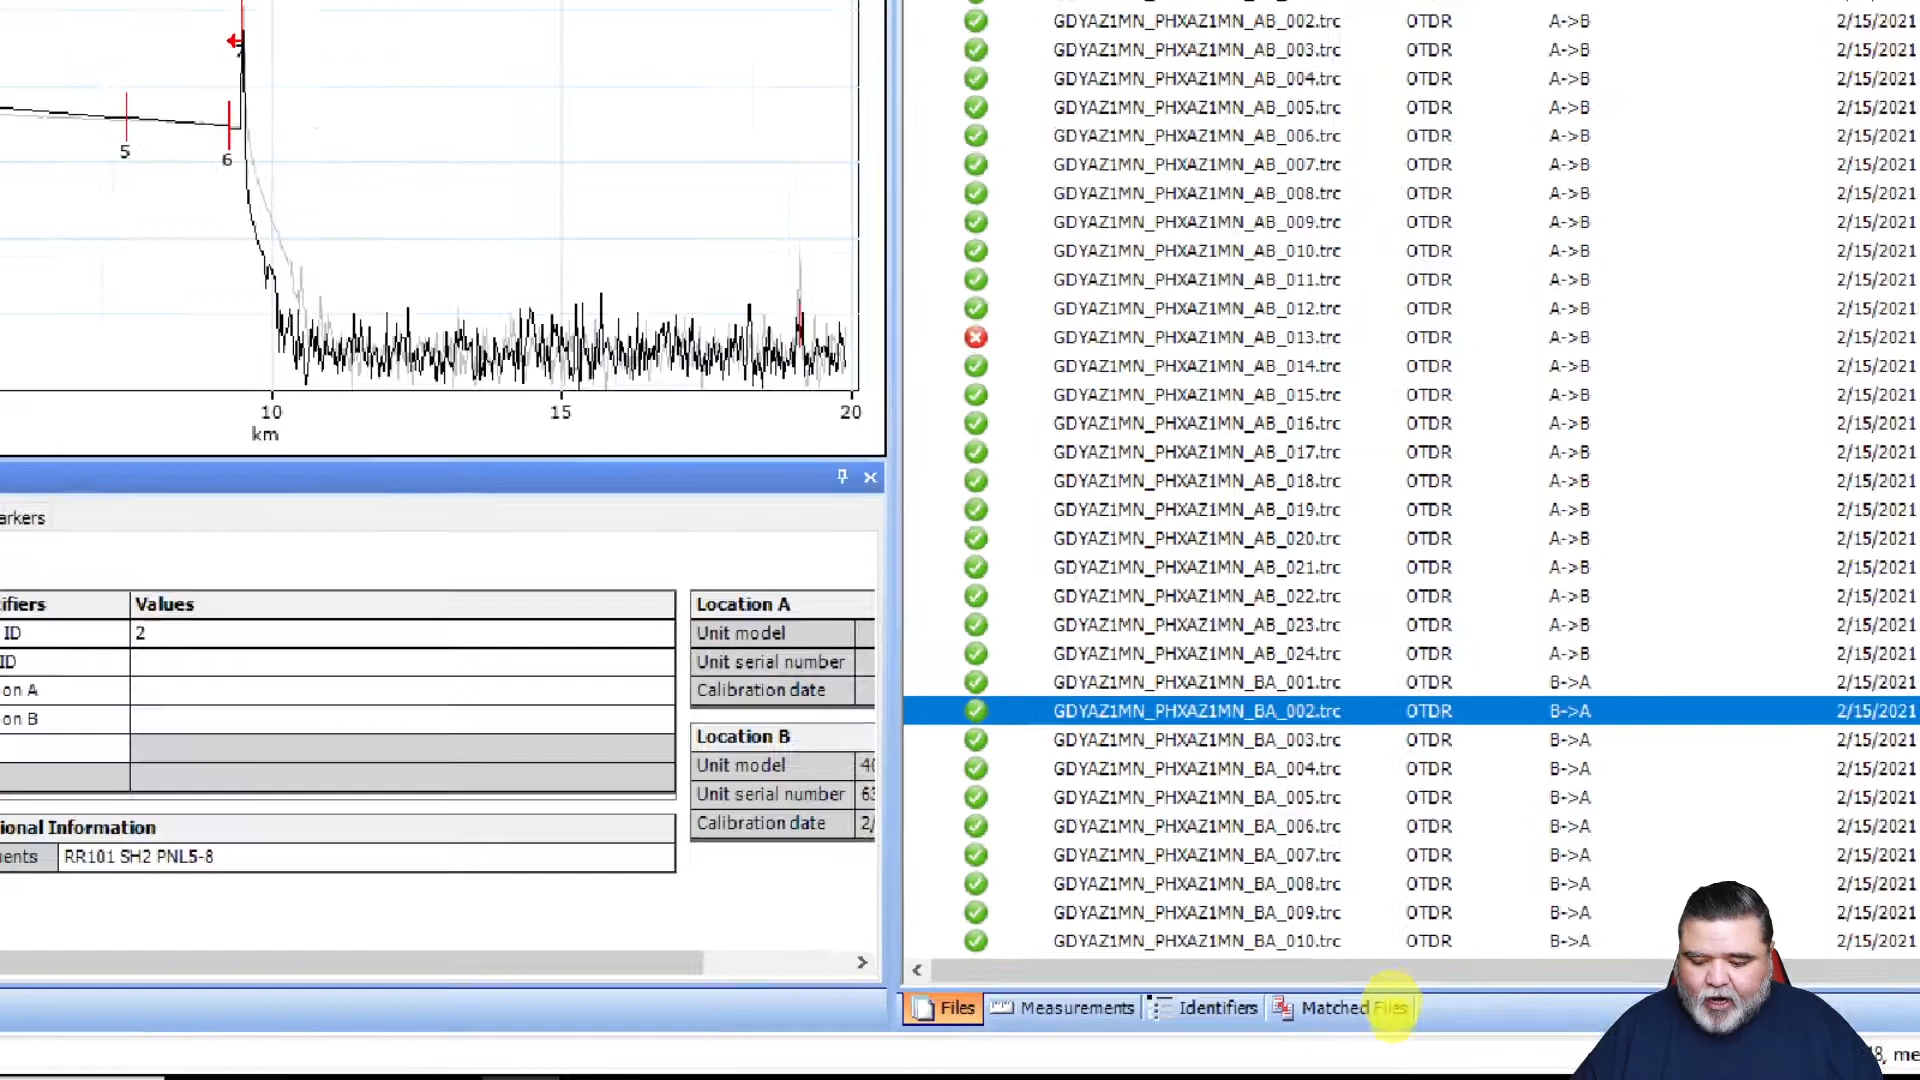 GDYAZ1MN_PHXAZ1MN_AB_002.trc OTDR A->B 2/15/2021
GDYAZ1MN_PHXAZ1MN_AB_003.trc OTDR A->B 2/15/2021
GDYAZ1MN_PHXAZ1MN_AB_004.trc OTDR A->B 2/15/2021
GDYAZ1MN_PHXAZ1MN_AB_005.trc OTDR A->B 2/15/2021
GDYAZ1MN_PHXAZ1MN_AB_006.trc OTDR A->B 2/15/2021
GDYAZ1MN_PHXAZ1MN_AB_007.trc OTDR A->B 2/15/2021
GDYAZ1MN_PHXAZ1MN_AB_008.trc OTDR A->B 2/15/2021
GDYAZ1MN_PHXAZ1MN_AB_009.trc OTDR A->B 2/15/2021
GDYAZ1MN_PHXAZ1MN_AB_010.trc OTDR A->B 2/15/2021
GDYAZ1MN_PHXAZ1MN_AB_011.trc OTDR A->B 2/15/2021
GDYAZ1MN_PHXAZ1MN_AB_012.trc OTDR A->B 2/15/2021
GDYAZ1MN_PHXAZ1MN_AB_013.trc OTDR A->B 2/15/2021
GDYAZ1MN_PHXAZ1MN_AB_014.trc OTDR A->B 2/15/2021
GDYAZ1MN_PHXAZ1MN_AB_015.trc OTDR A->B 2/15/2021
GDYAZ1MN_PHXAZ1MN_AB_016.trc OTDR A->B 2/15/2021
GDYAZ1MN_PHXAZ1MN_AB_017.trc OTDR A->B 2/15/2021
GDYAZ1MN_PHXAZ1MN_AB_018.trc OTDR A->B 2/15/2021
GDYAZ1MN_PHXAZ1MN_AB_019.trc OTDR A->B 2/15/2021
GDYAZ1MN_PHXAZ1MN_AB_020.trc OTDR A->B 2/15/2021
GDYAZ1MN_PHXAZ1MN_AB_021.trc OTDR A->B 2/15/2021
GDYAZ1MN_PHXAZ1MN_AB_022.trc OTDR A->B 2/15/2021
GDYAZ1MN_PHXAZ1MN_AB_023.trc OTDR A->B 2/15/2021
GDYAZ1MN_PHXAZ1MN_AB_024.trc OTDR A->B 2/15/2021
GDYAZ1MN_PHXAZ1MN_BA_001.trc OTDR B->A 2/15/2021
GDYAZ1MN_PHXAZ1MN_BA_002.trc OTDR B->A 2/15/2021
GDYAZ1MN_PHXAZ1MN_BA_003.trc OTDR B->A 2/15/2021
GDYAZ1MN_PHXAZ1MN_BA_004.trc OTDR B->A 2/15/2021
GDYAZ1MN_PHXAZ1MN_BA_005.trc OTDR B->A 2/15/2021
GDYAZ1MN_PHXAZ1MN_BA_006.trc OTDR B->A 2/15/2021
GDYAZ1MN_PHXAZ1MN_BA_007.trc OTDR B->A 2/15/2021
GDYAZ1MN_PHXAZ1MN_BA_008.trc OTDR B->A 2/15/2021
GDYAZ1MN_PHXAZ1MN_BA_009.trc OTDR B->A 2/15/2021
GDYAZ1MN_PHXAZ1MN_BA_010.trc OTDR B->A 2/15/2021
5
6
10 15 20
km
arkers
ifiers Values
ID 2
ID
on A
on B
ional Information
ents RR101 SH2 PNL5-8
Location A
Unit model
Unit serial number
Calibration date
Location B
Unit model 40
Unit serial number 63
Calibration date 2/
Files Measurements Identifiers Matched Files
8, me